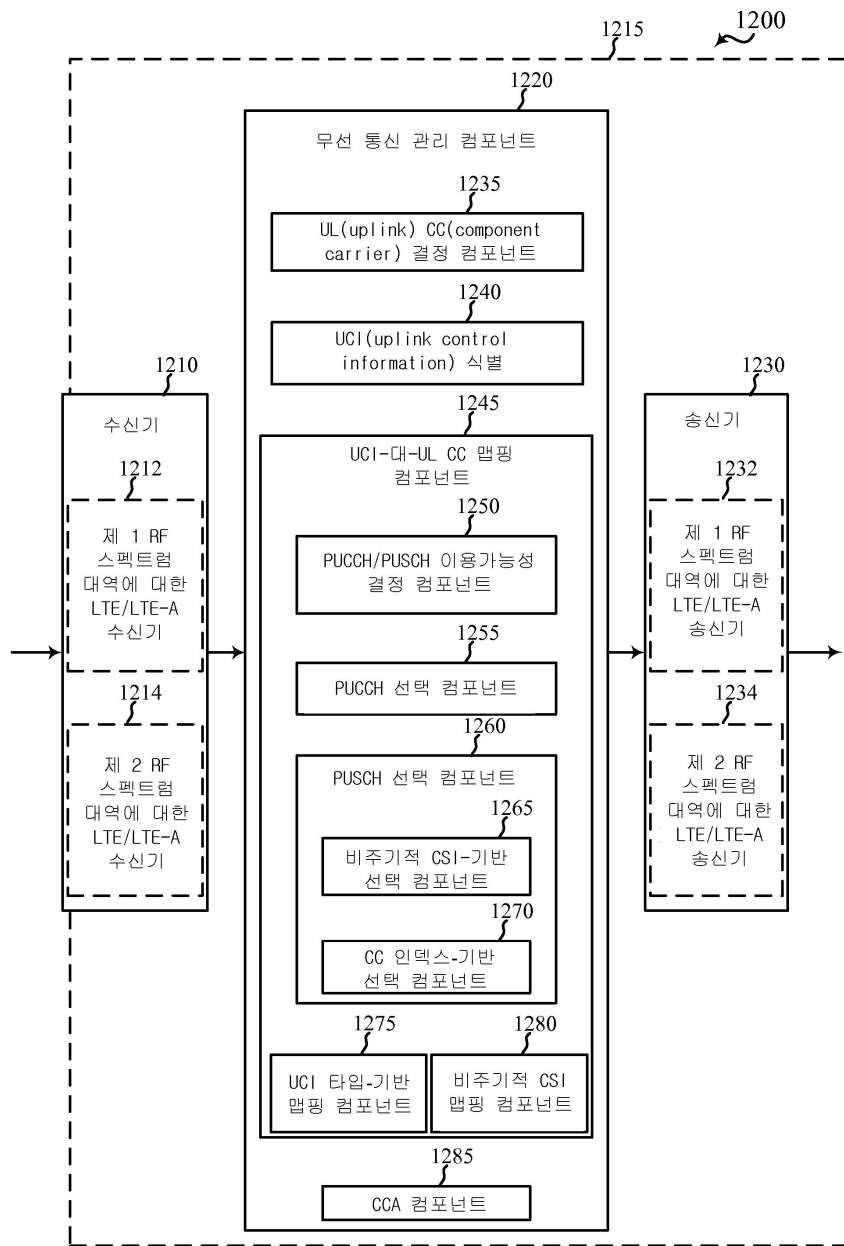 1200
1215
1220
무선 통신 관리 컴포넌트
1235
UL(uplink) CC(component
carrier) 결정 컴포넌트
1240
UCI(uplink control
information) 식별
1210
수신기
1212
제 1 RF
스펙트럼
대역에 대한
LTE/LTE-A
수신기
1214
제 2 RF
스펙트럼
대역에 대한
LTE/LTE-A
수신기
1245
UCI-대-UL CC 맵핑
컴포넌트
1250
PUCCH/PUSCH 이용가능성
결정 컴포넌트
1255
PUCCH 선택 컴포넌트
1260
PUSCH 선택 컴포넌트
1265
비주기적 CSI-기반
선택 컴포넌트
1270
CC 인덱스-기반
선택 컴포넌트
1275
UCI 타입-기반
맵핑 컴포넌트
1280
비주기적 CSI
맵핑 컴포넌트
1285
CCA 컴포넌트
1230
송신기
1232
제 1 RF
스펙트럼
대역에 대한
LTE/LTE-A
송신기
1234
제 2 RF
스펙트럼
대역에 대한
LTE/LTE-A
송신기